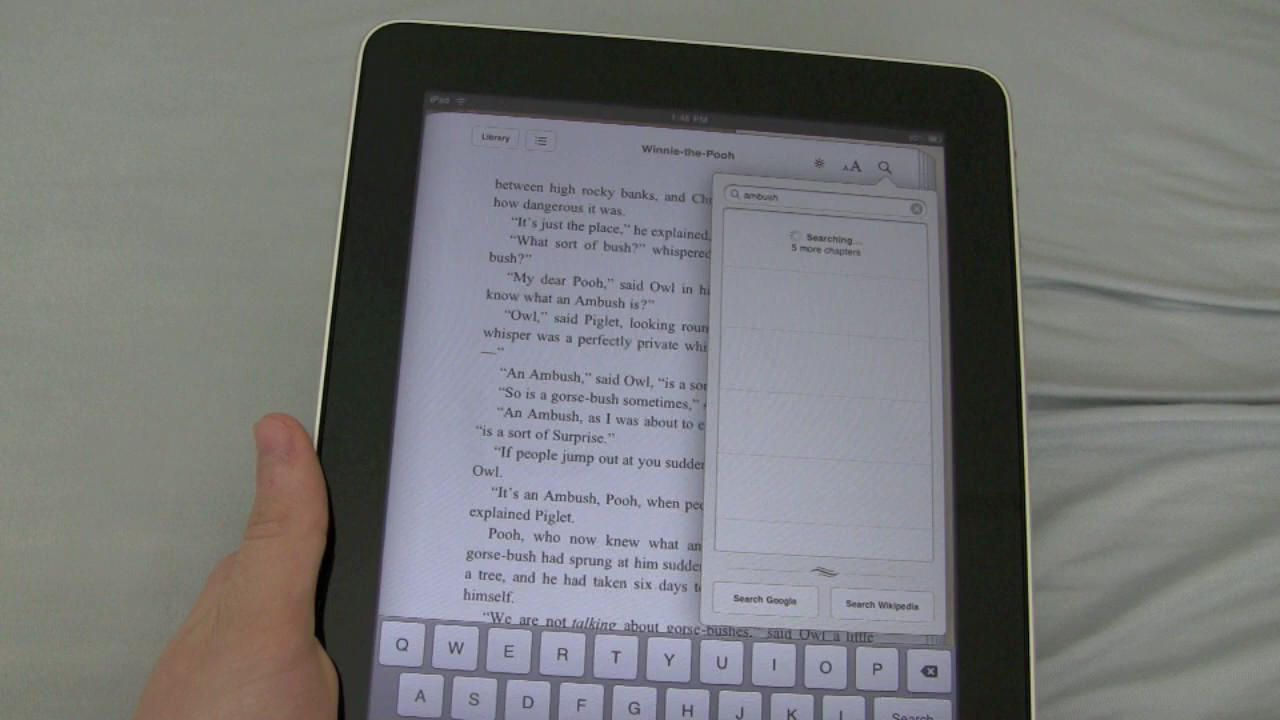 iPad
1:48 PM
Library
Winnie-the-Pooh
AA
ambush
Searching...
5 more chapters
between high rocky banks, and Ch
how dangerous it was.
“It’s just the place,” he explained,
“What sort of bush?” whispered
bush?”
“My dear Pooh,” said Owl in hi
know what an Ambush is?”
“Owl,” said Piglet, looking roun
whisper was a perfectly private whi
—”
“An Ambush,” said Owl, “is a so
“So is a gorse-bush sometimes,”
“An Ambush, as I was about to e
“is a sort of Surprise.”
“If people jump out at you sudde
Owl.
“It’s an Ambush, Pooh, when pe
explained Piglet.
Pooh, who now knew what an
gorse-bush had sprung at him sudde
a tree, and he had taken six days t
himself.
“We are not talking about gorse-bushes,” said Owl a little
Search Google
Search Wikipedia
Q W E R T Y U I O P
A S D F G H J K L Search